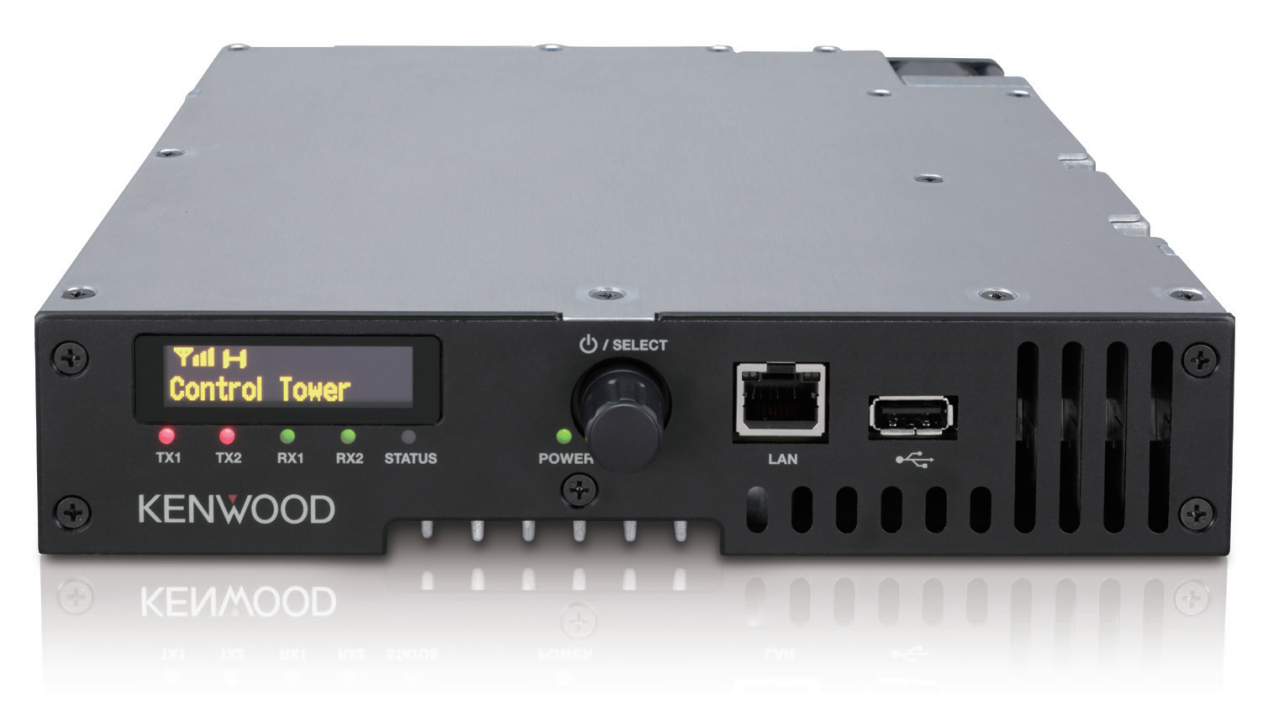 H
Control Tower
/ SELECT
TX1 TX2 RX1 RX2 STATUS
POWER
LAN
KENWOOD